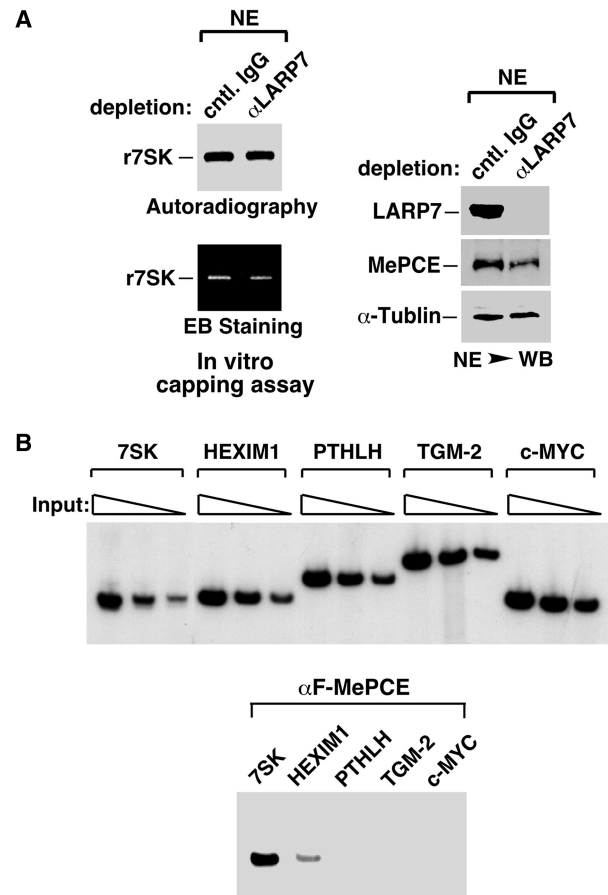 A
NE
depletion:
cntl. IgG
αLARP7
r7SK
Autoradiography
r7SK
EB Staining
In vitro
capping assay
NE
depletion:
cntl. IgG
αLARP7
LARP7
MePCE
α-Tublin
NE ➤ WB
B
7SK HEXIM1 PTHLH TGM-2 c-MYC
Input:
αF-MePCE
7SK
HEXIM1
PTHLH
TGM-2
c-MYC